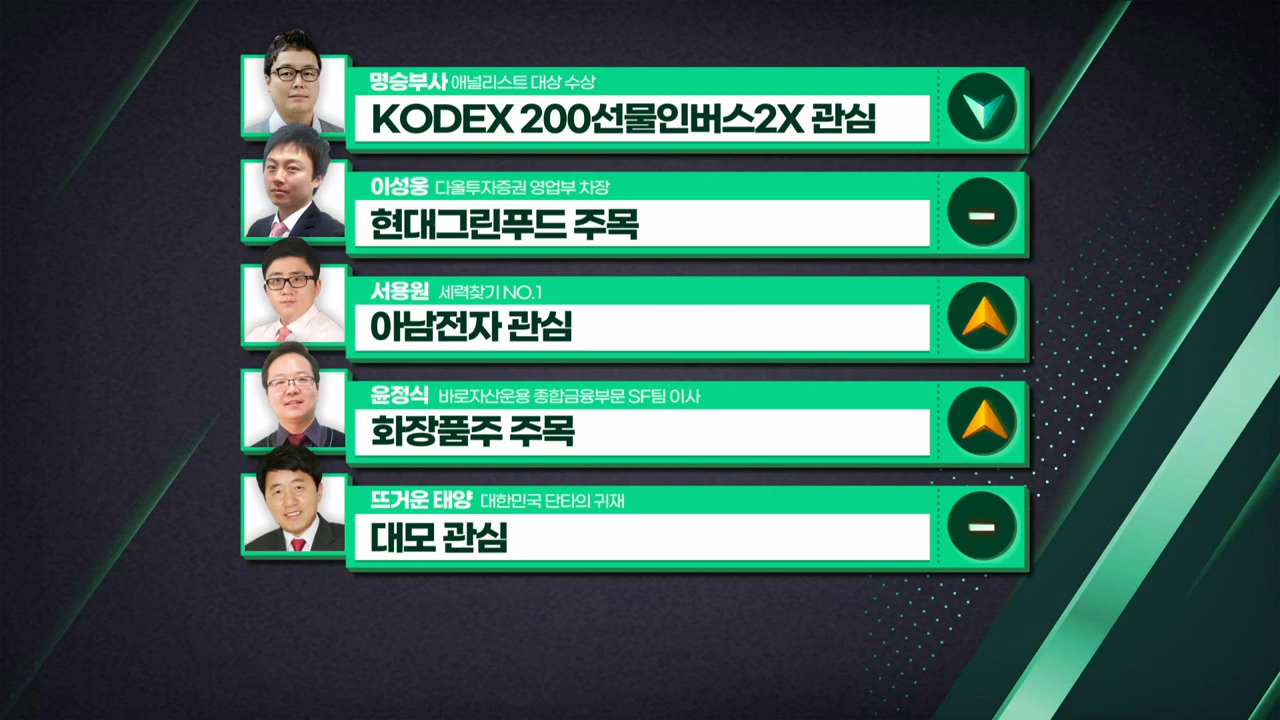 명승부사 애널리스트 대상 수상
KODEX 200선물인버스2X 관심
이성웅 다올투자증권 영업부 차장
현대그린푸드 주목
서용원 세력찾기 NO.1
아남전자 관심
윤정식 바로자산운용 종합금융부문 SF팀 이사
화장품주 주목
뜨거운 태양 대한민국 단타의 귀재
대모 관심